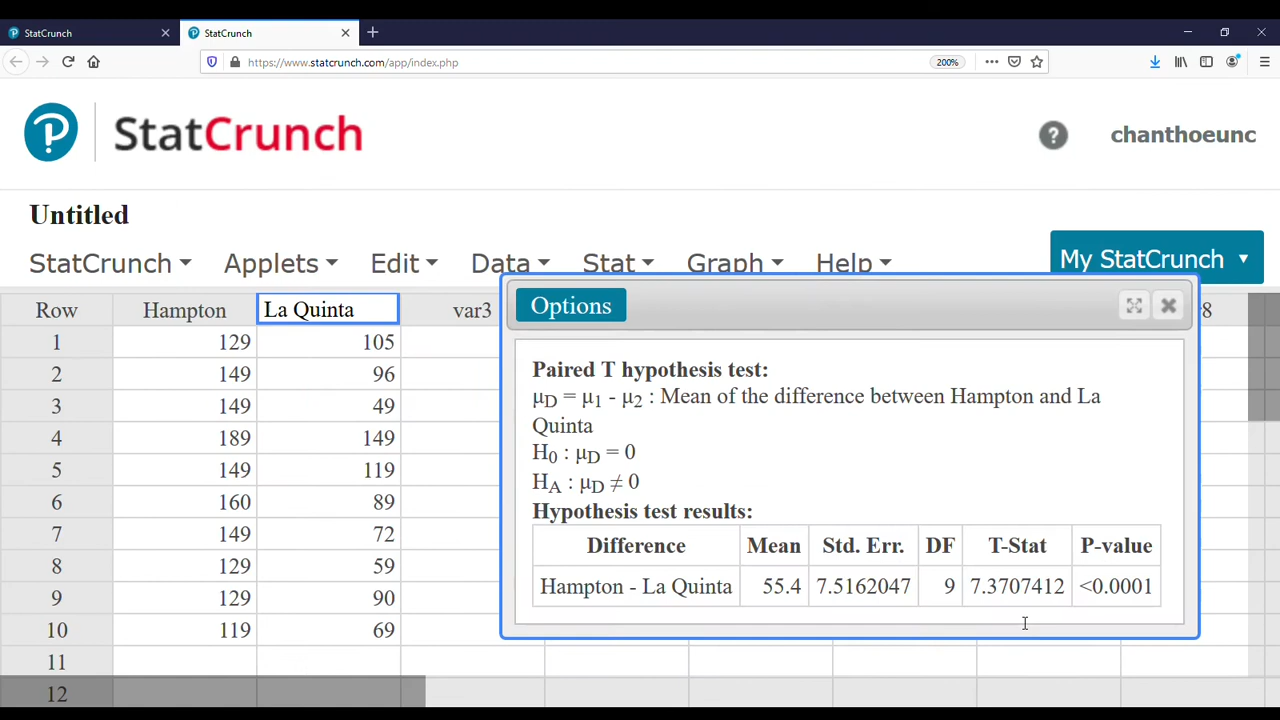 StatCrunch
StatCrunch
https://www.statcrunch.com/app/index.php
200%
StatCrunch
? chanthoeunc
Untitled
StatCrunch Applets Edit Data Stat Graph Help
My StatCrunch
Row Hampton La Quinta var3
1 129 105
2 149 96
3 149 49
4 189 149
5 149 119
6 160 89
7 149 72
8 129 59
9 129 90
10 119 69
11
12
Options
Paired T hypothesis test:
μD = μ1 - μ2 : Mean of the difference between Hampton and La
Quinta
H0 : μD = 0
HA : μD ≠ 0
Hypothesis test results:
Difference Mean Std. Err. DF T-Stat P-value
Hampton - La Quinta 55.4 7.5162047 9 7.3707412 <0.0001